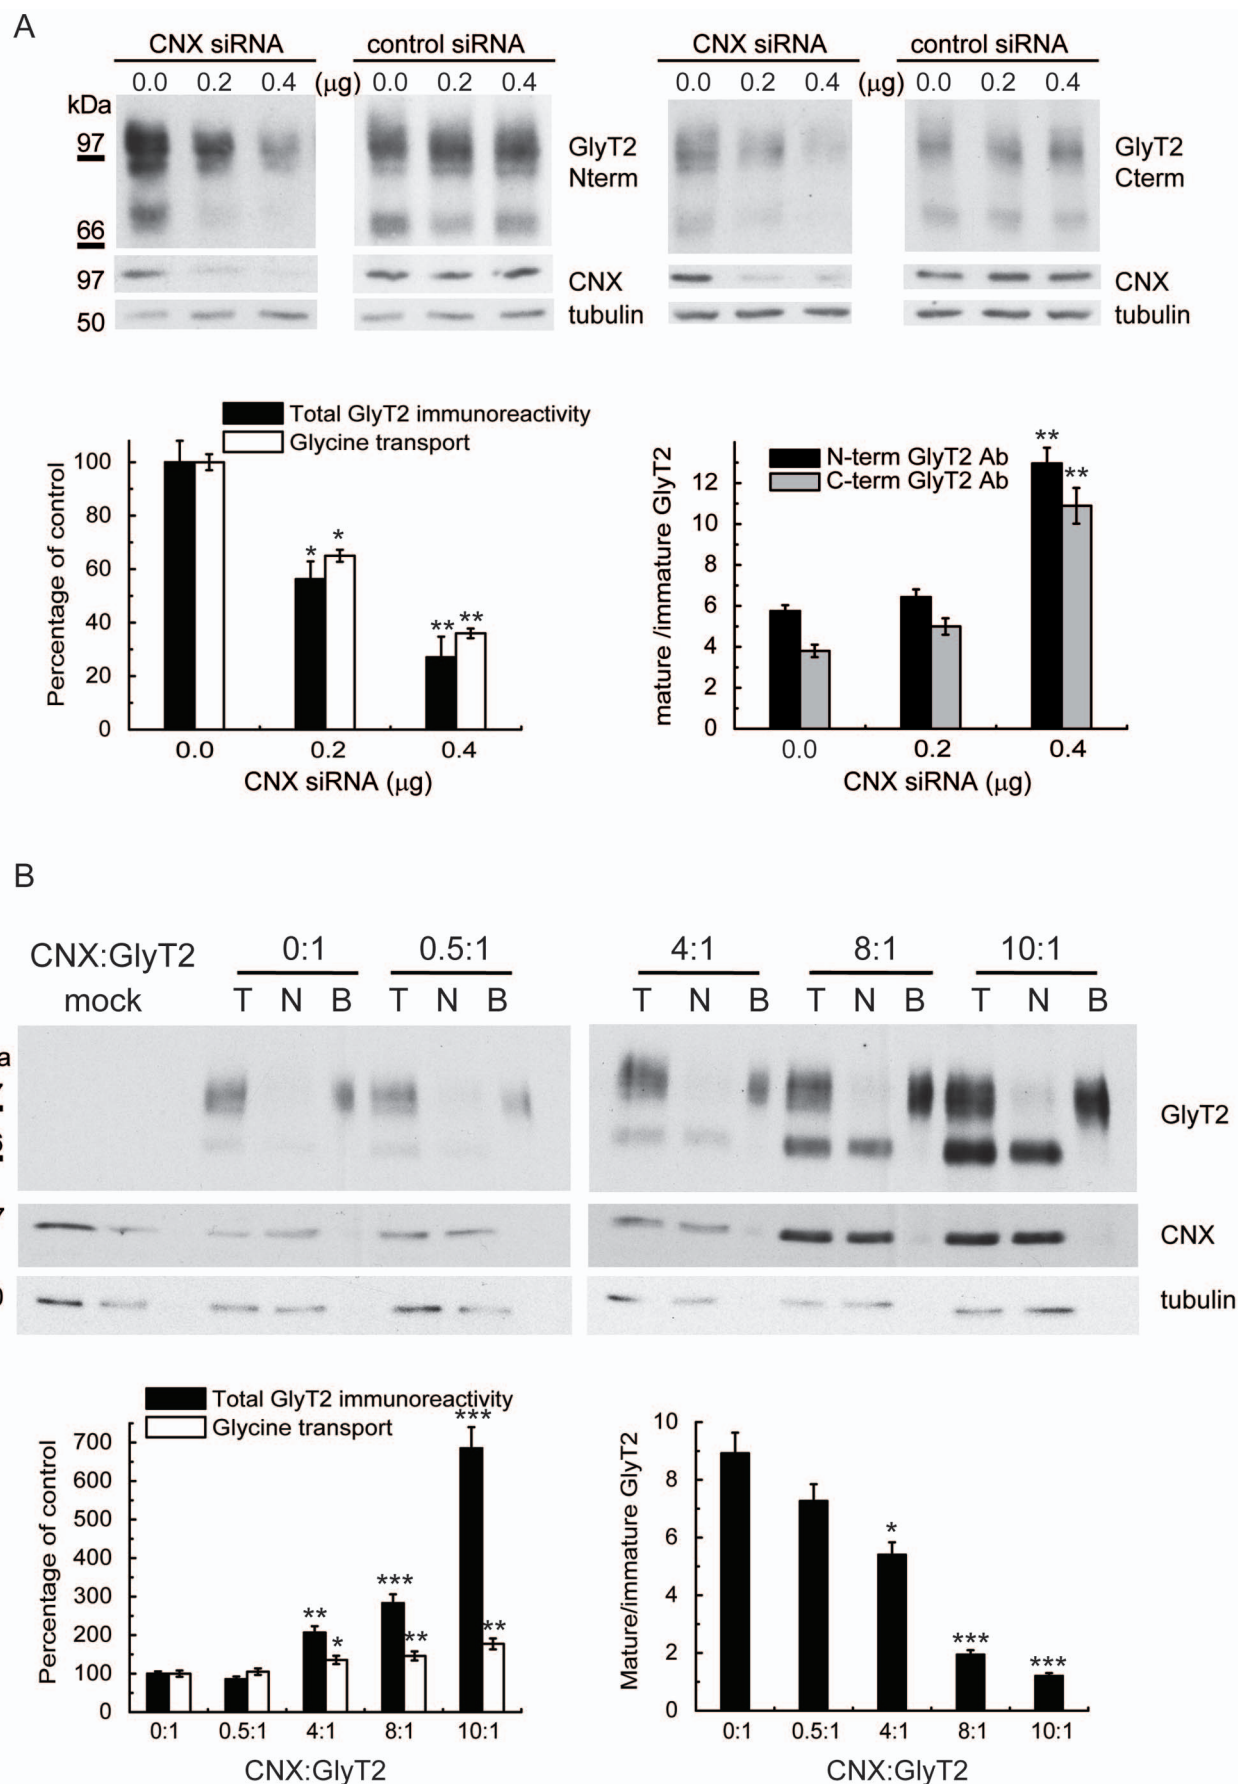 A
CNX siRNA control siRNA CNX siRNA control siRNA
0.0 0.2 0.4 (μg) 0.0 0.2 0.4 0.0 0.2 0.4 (μg) 0.0 0.2 0.4
kDa
97 GlyT2 Nterm GlyT2 Cterm
66
97 CNX CNX
50 tubulin tubulin
Total GlyT2 immunoreactivity
Glycine transport
Percentage of control
100
80
60
40
20
0
* * ** **
0.0 0.2 0.4
CNX siRNA (μg)
N-term GlyT2 Ab
C-term GlyT2 Ab
mature /immature GlyT2
12
10
8
6
4
2
0
** **
0.0 0.2 0.4
CNX siRNA (μg)
B
CNX:GlyT2 0:1 0.5:1 4:1 8:1 10:1
mock T N B T N B T N B T N B T N B
a
GlyT2
7 CNX
0 tubulin
Total GlyT2 immunoreactivity
Glycine transport
Percentage of control
700
600
500
400
300
200
100
0
** * *** ** *** **
0:1 0.5:1 4:1 8:1 10:1
CNX:GlyT2
Mature/immature GlyT2
10
8
6
4
2
0
* *** ***
0:1 0.5:1 4:1 8:1 10:1
CNX:GlyT2